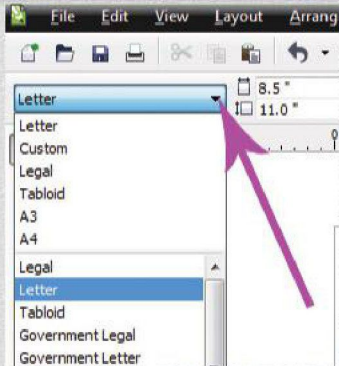 File Edit View Layout Arrang
Letter
8.5 "
11.0 "
0
Letter
Custom
Legal
Tabloid
A3
A4
Legal
Letter
Tabloid
Government Legal
Government Letter